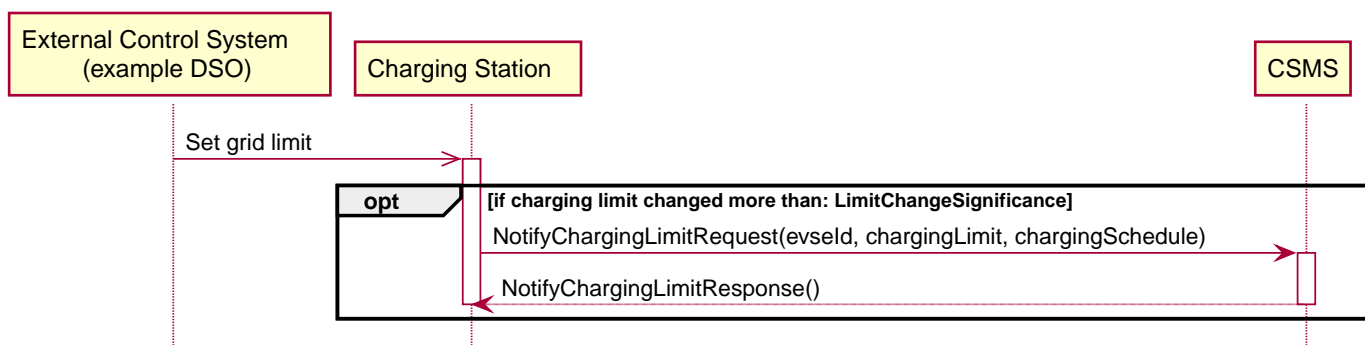 External Control System
(example DSO)
Charging Station
CSMS
Set grid limit
opt
[if charging limit changed more than: LimitChangeSignificance]
NotifyChargingLimitRequest(evseId, chargingLimit, chargingSchedule)
NotifyChargingLimitResponse()